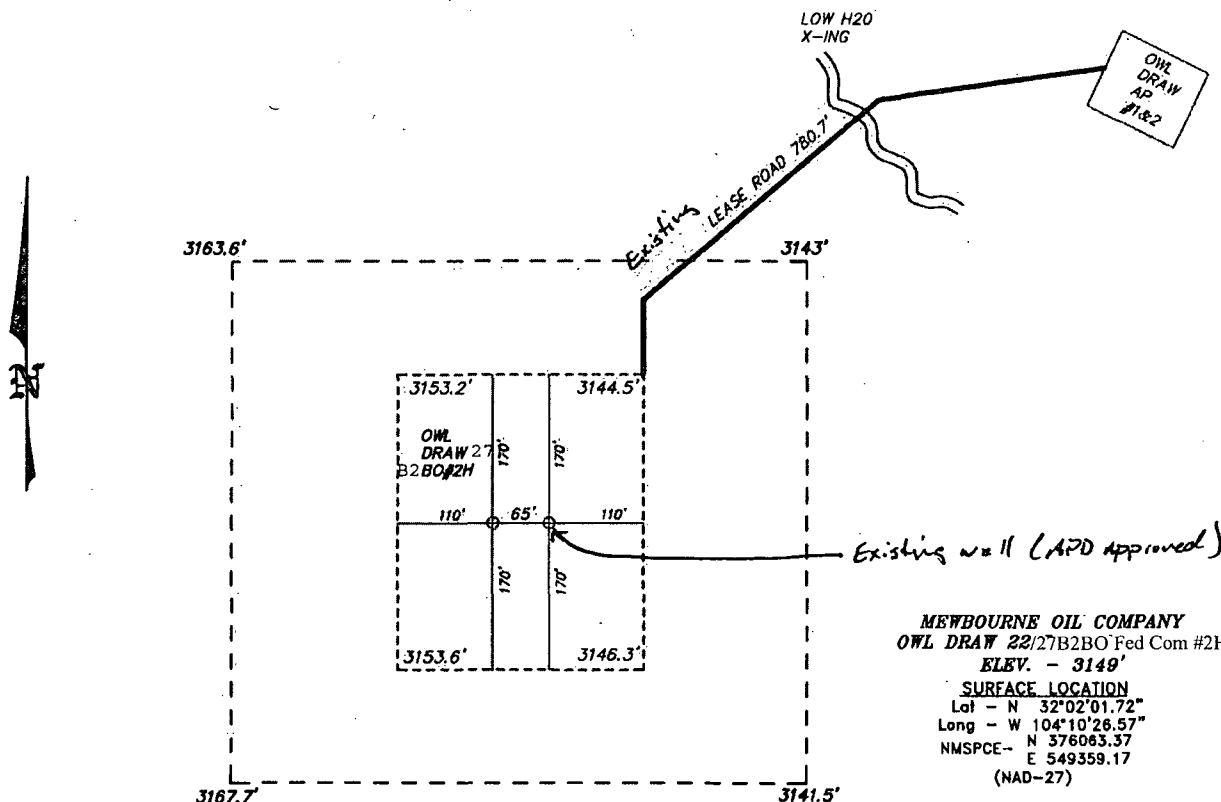 LOW H20
X-ING
OWL
DRAW
AP
#1&2
Existing
LEASE ROAD 780.7'
3163.6'
3143'
3153.2'
3144.5'
OWL
DRAW 27
B2BO#2H
170'
170'
110'
65'
110'
Existing well (APD Approved)
170'
170'
3153.6'
3146.3'
MEWBOURNE OIL COMPANY
OWL DRAW 22/27B2BO Fed Com #2H
ELEV. - 3149'
SURFACE LOCATION
Lat - N 32°02'01.72"
Long - W 104°10'26.57"
NMSPCE- N 376063.37
E 549359.17
(NAD-27)
3167.7'
3141.5'